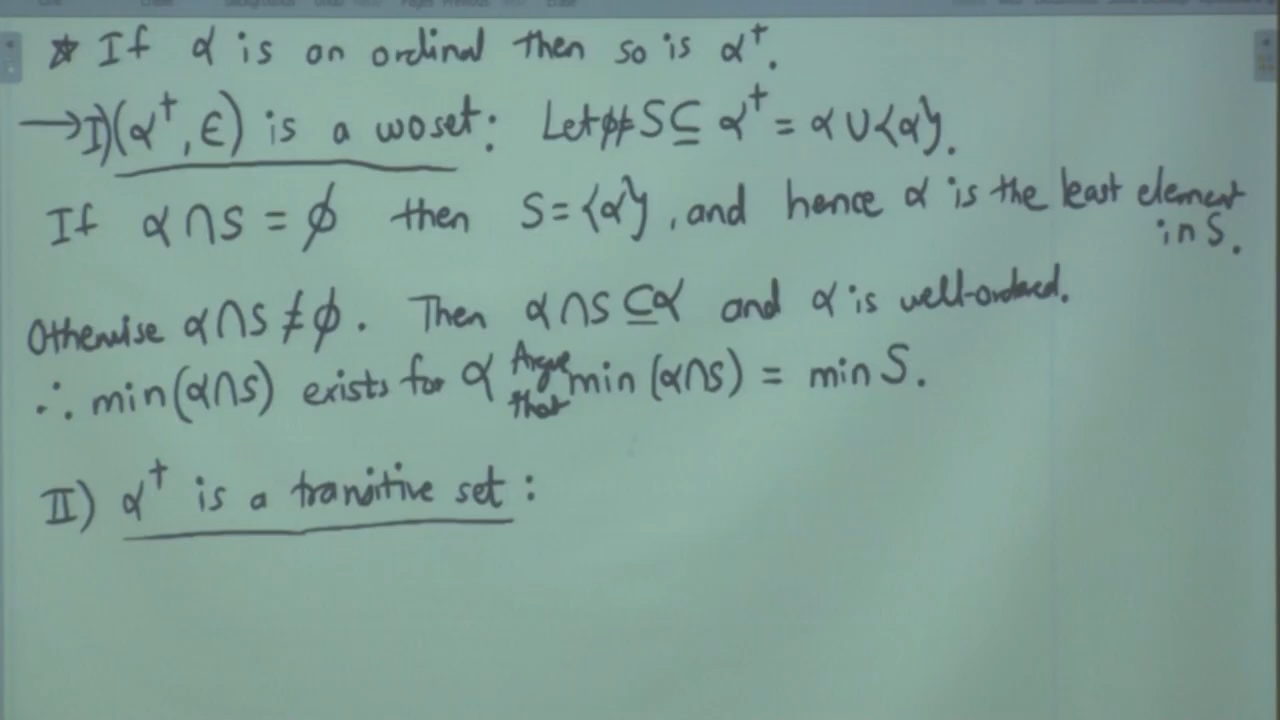 ☆ If α is an ordinal then so is α⁺.
→ I) (α⁺, ∈) is a woset: Let ϕ≠ S ⊆ α⁺ = α ∪ {α}.
If α ∩ S = ϕ then S = {α}, and hence α is the least element
in S.
Otherwise α ∩ S ≠ ϕ. Then α ∩ S ⊆ α and α is well-ordered.
∴ min(α∩S) exists for α Argue that min (α∩S) = min S.
II) α⁺ is a transitive set: